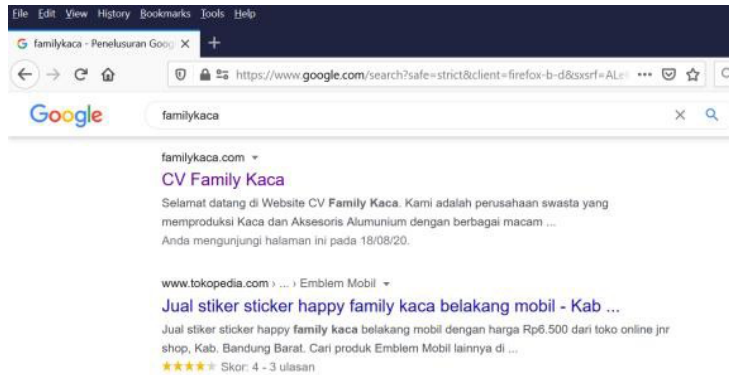 File Edit View History Bookmarks Tools Help
familykaca - Penelusuran Goog
https://www.google.com/search?safe=strict&client=firefox-b-d&sxsrf=ALe
Google
familykaca
familykaca.com
CV Family Kaca
Selamat datang di Website CV Family Kaca. Kami adalah perusahaan swasta yang
memproduksi Kaca dan Aksesoris Alumunium dengan berbagai macam ...
Anda mengunjungi halaman ini pada 18/08/20.
www.tokopedia.com › ... › Emblem Mobil
Jual stiker sticker happy family kaca belakang mobil - Kab ...
Jual stiker sticker happy family kaca belakang mobil dengan harga Rp6.500 dari toko online jnr
shop, Kab. Bandung Barat. Cari produk Emblem Mobil lainnya di ...
Skor: 4 - 3 ulasan